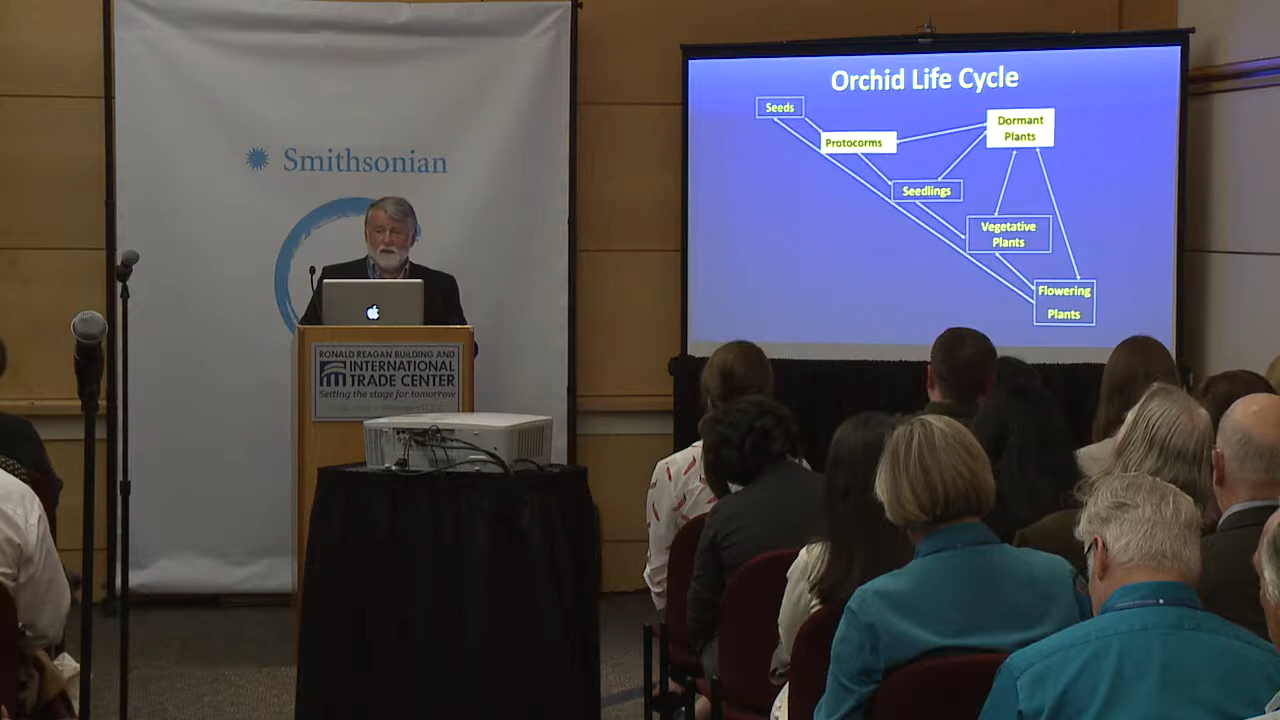 Smithsonian
RONALD REAGAN BUILDING AND
INTERNATIONAL
TRADE CENTER
Setting the stage for tomorrow
Orchid Life Cycle
Seeds
Dormant
Plants
Protocorms
Seedlings
Vegetative
Plants
Flowering
Plants